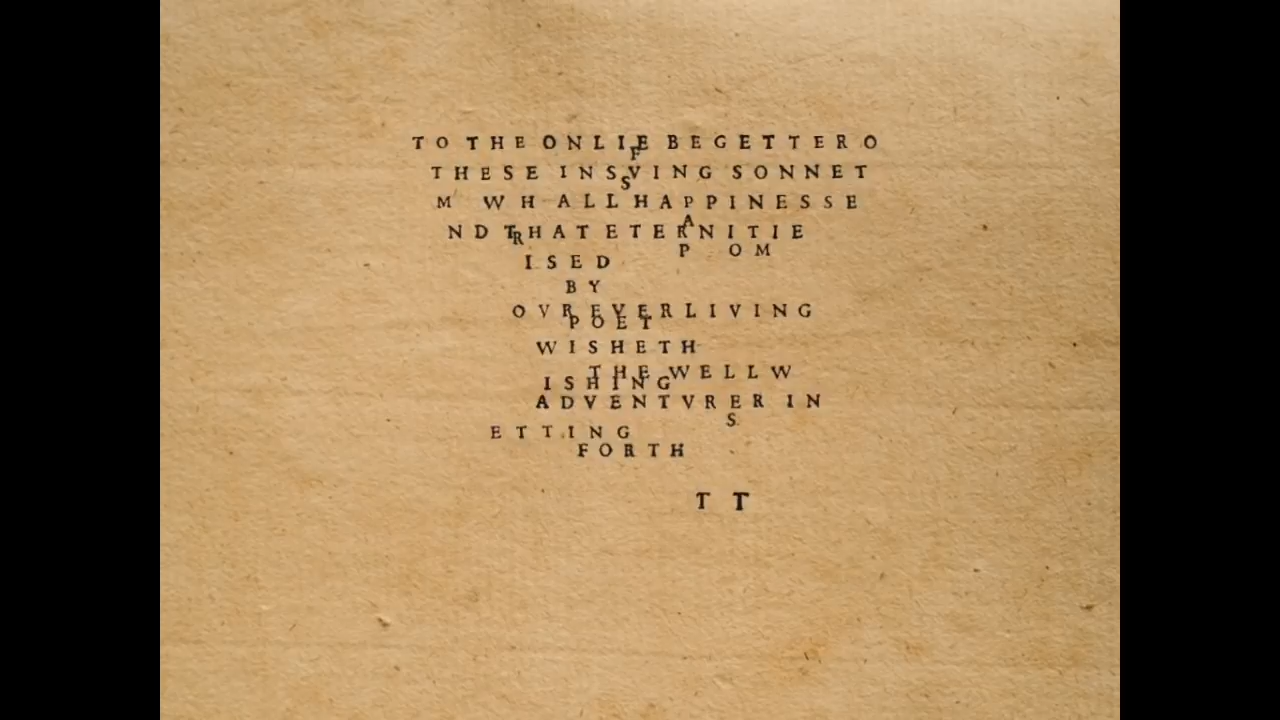 TO THE ONLIE BEGETTER O
F
THESE INSVING SONNET
S
M WH ALL HAPPINESSE
A
ND THAT ETERNITIE
R
P OM
ISED
BY
OVR EVERLIVING
POET
WISHETH
THE WELLW
ISHING
ADVENTVRER IN
S
ETTING
FORTH
T T